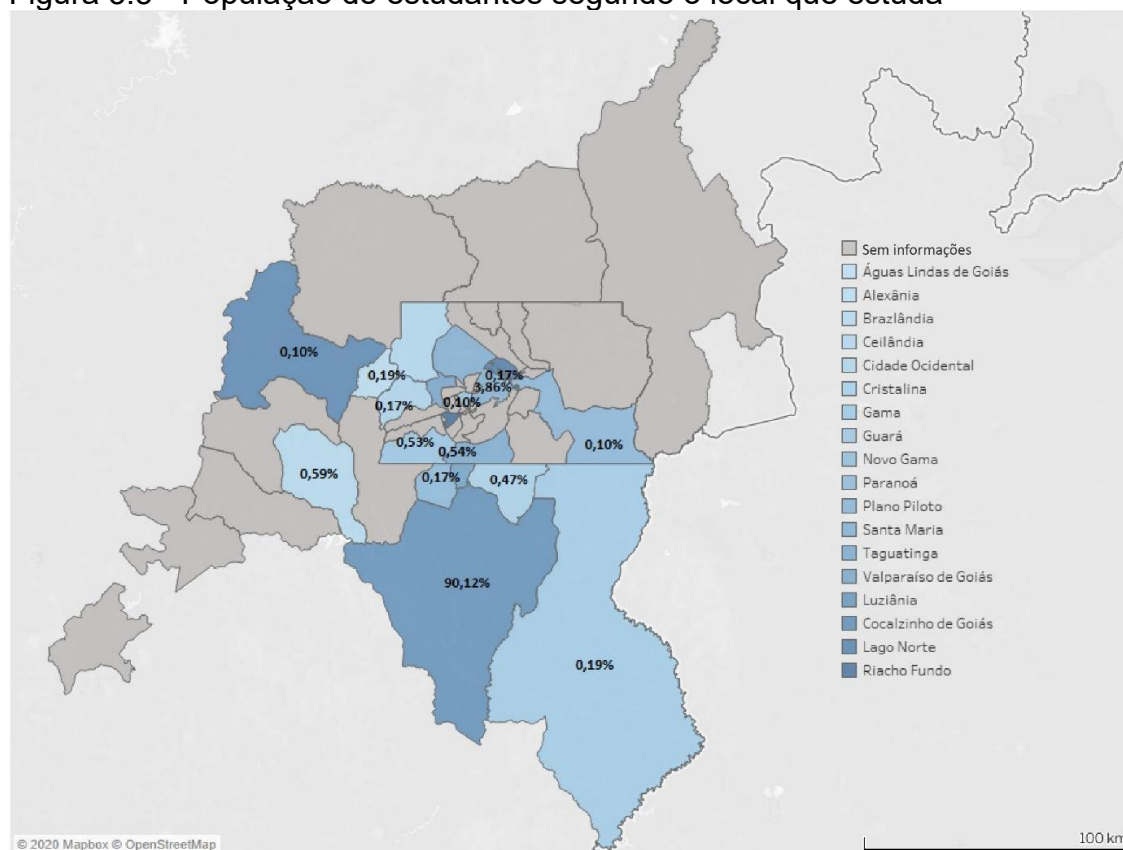 Figura 5.3 - População de estudantes segundo o local que estuda
Sem informações
Águas Lindas de Goiás
Alexânia
Brazlândia
Ceilândia
Cidade Ocidental
Cristalina
Gama
Guará
Novo Gama
Paranoá
Plano Piloto
Santa Maria
Taguatinga
Valparaíso de Goiás
Luziânia
Cocalzinho de Goiás
Lago Norte
Riacho Fundo
0,10%
0,19%
0,17%
3,86%
0,17%
0,10%
0,53%
0,54%
0,10%
0,59%
0,17%
0,47%
90,12%
0,19%
© 2020 Mapbox © OpenStreetMap
100 km